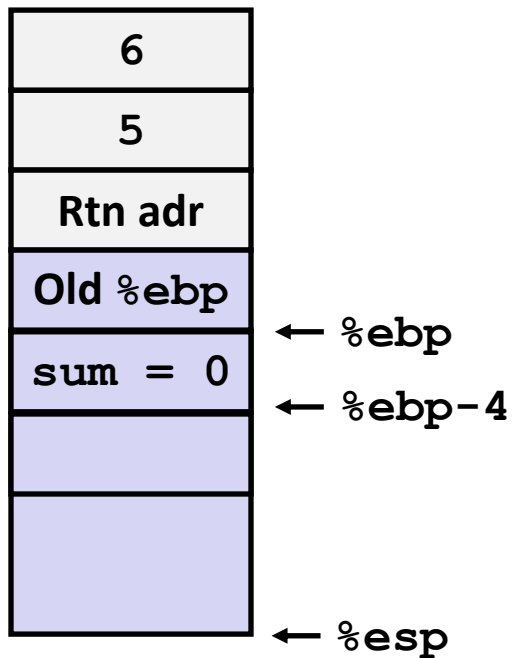 6
5
Rtn adr
Old %ebp
← %ebp
sum = 0
← %ebp-4
← %esp